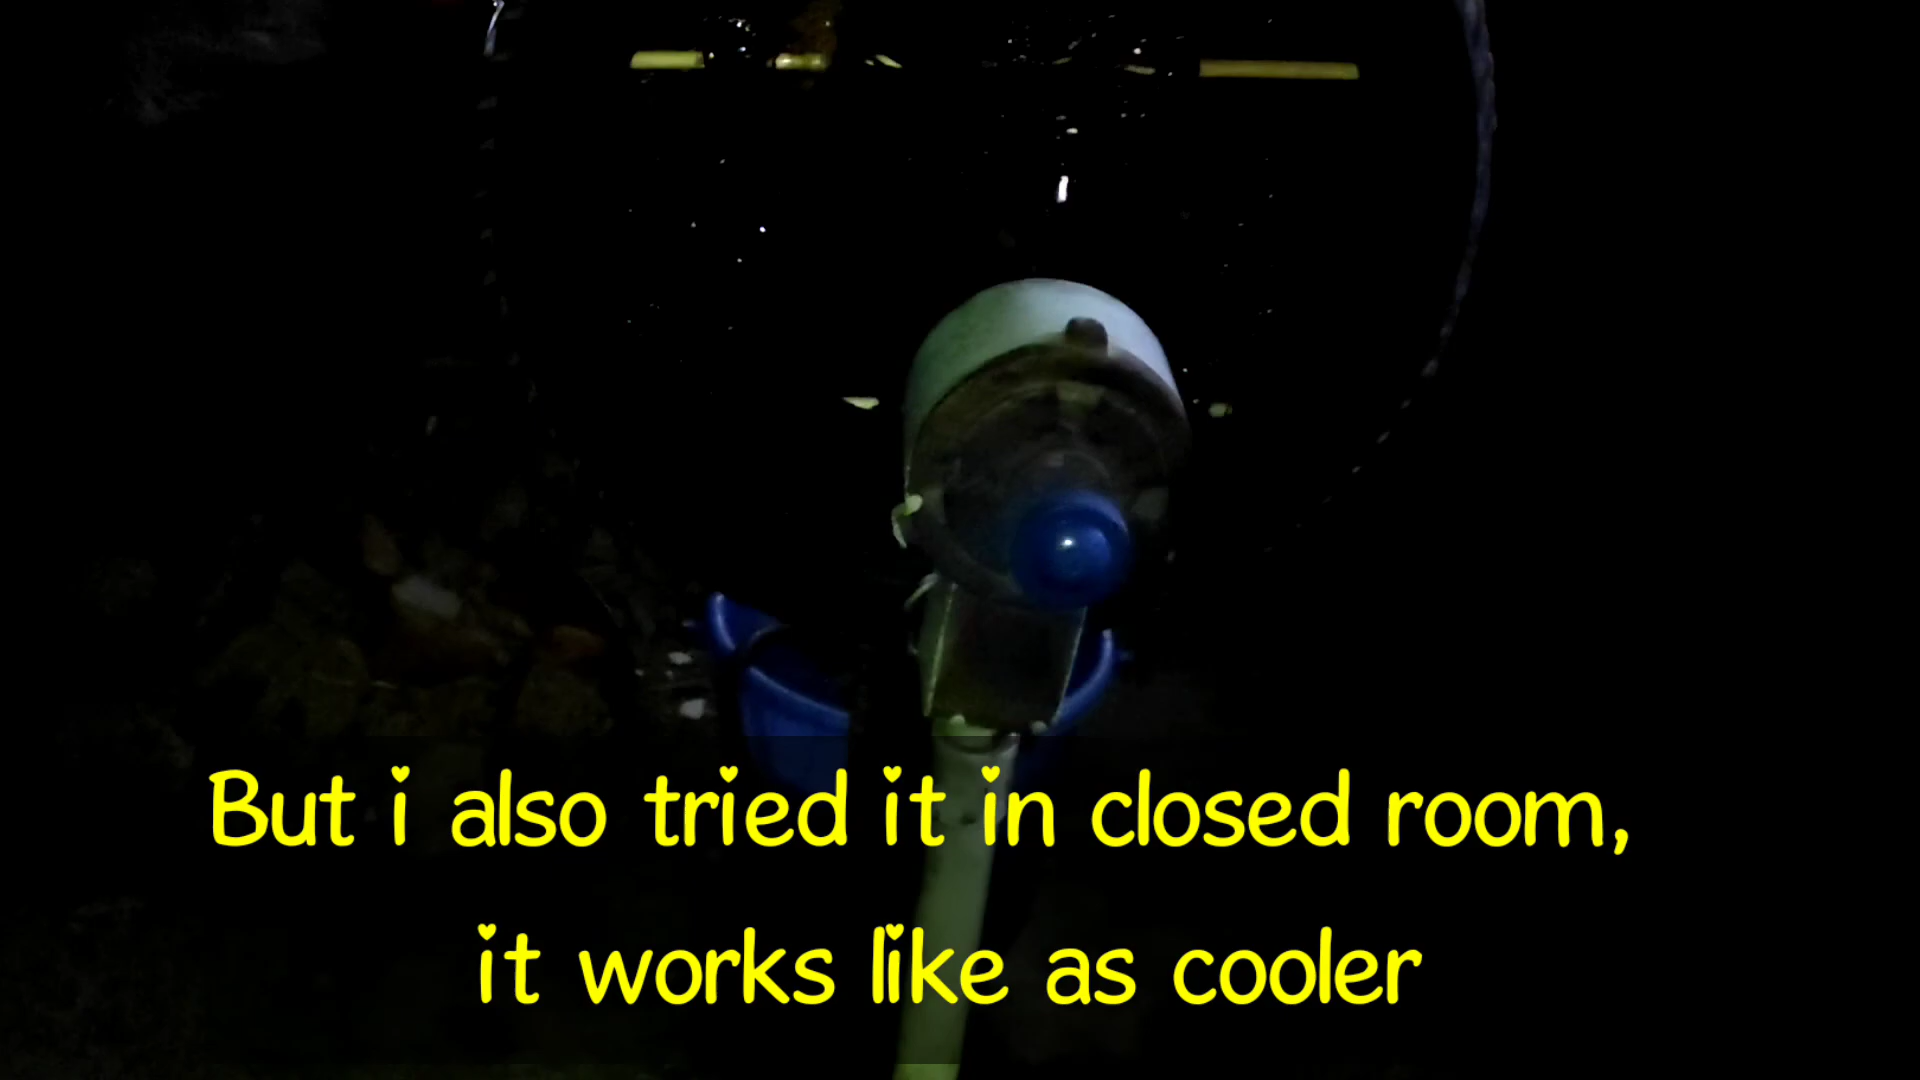 But i also tried it in closed room,
it works like as cooler